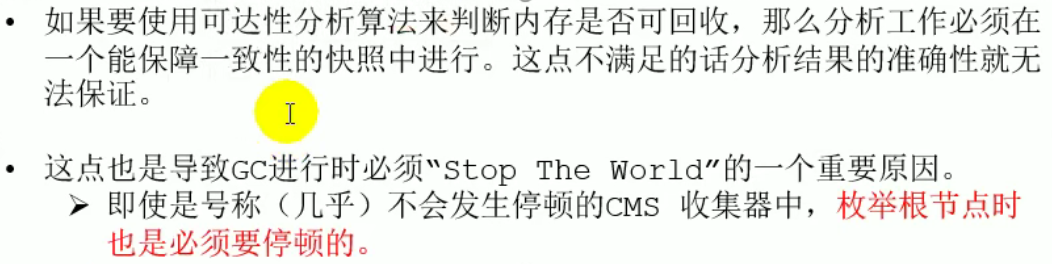 • 如果要使用可达性分析算法来判断内存是否可回收，那么分析工作必须在
一个能保障一致性的快照中进行。这点不满足的话分析结果的准确性就无
法保证。
• 这点也是导致GC进行时必须“Stop The World”的一个重要原因。
➢ 即使是号称（几乎）不会发生停顿的CMS 收集器中，枚举根节点时
也是必须要停顿的。